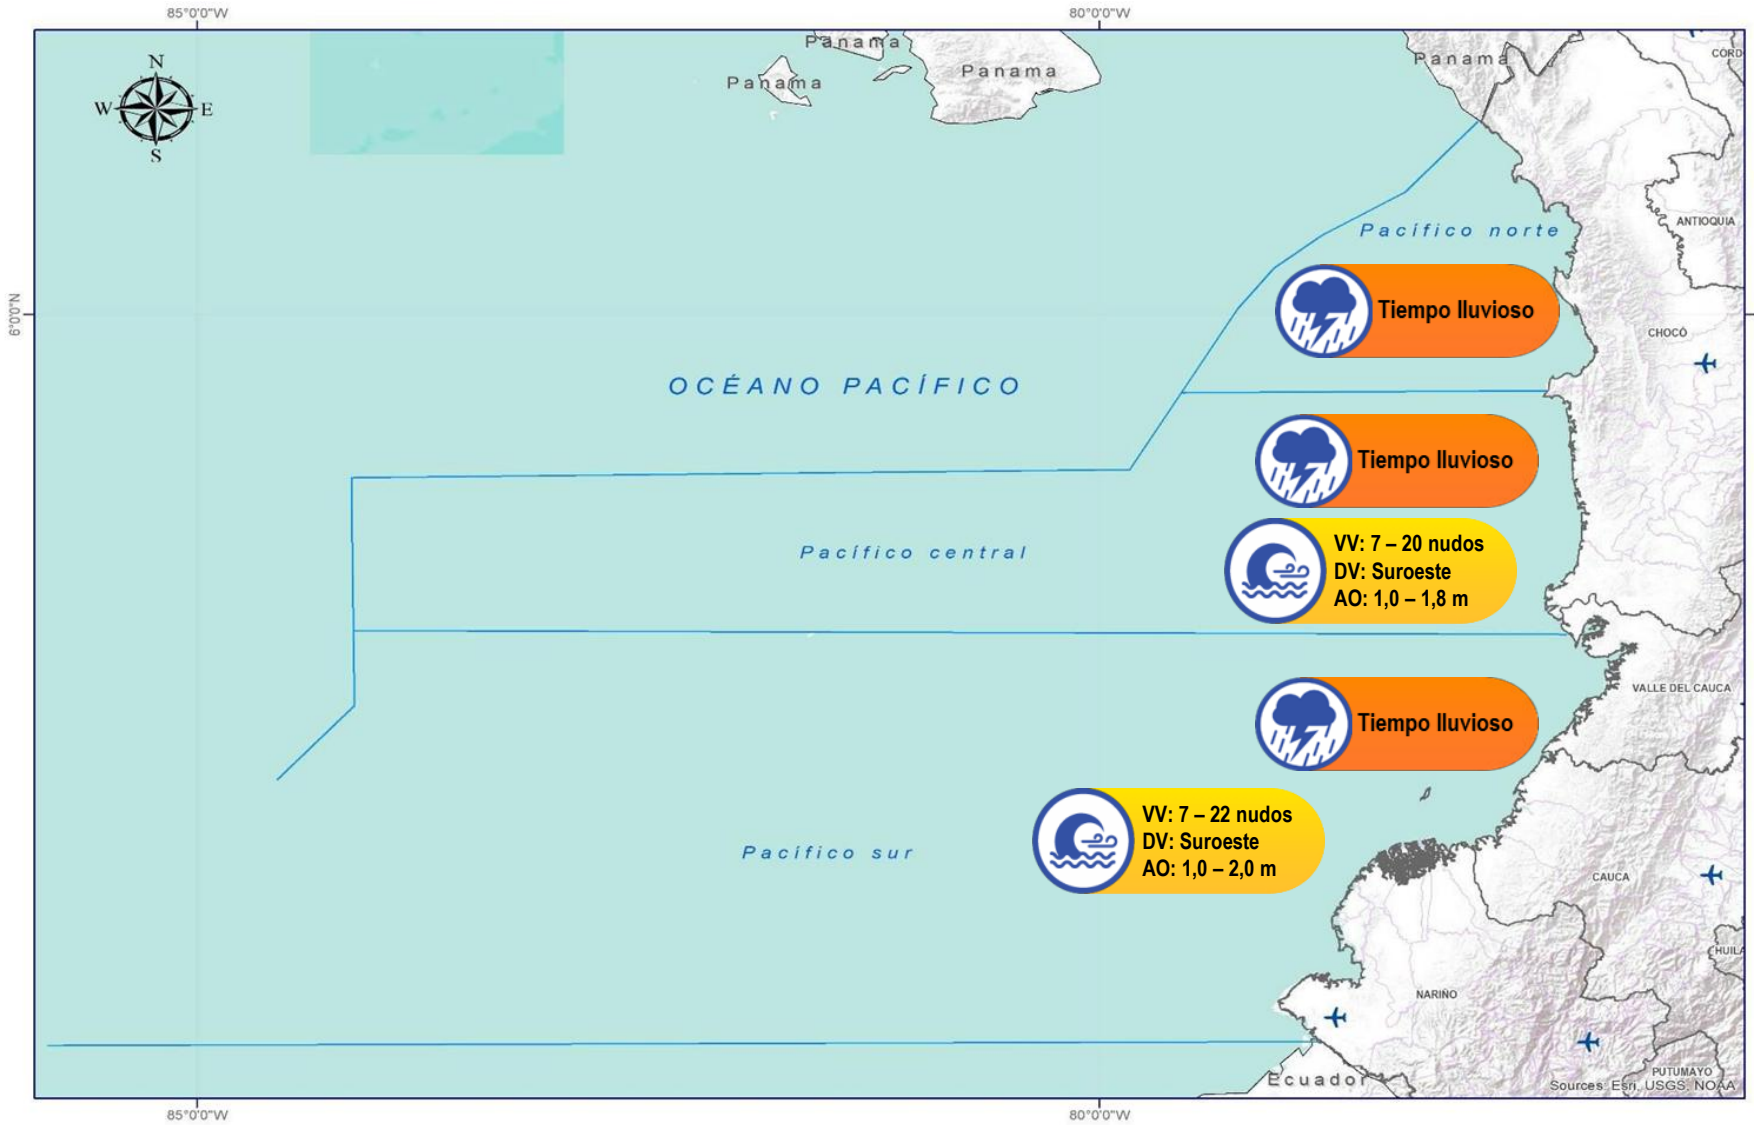 85°0'0"W
80°0'0"W
N
W
E
S
Panama
Panama
Panama
Panama
CORD
ANTIOQUIA
Pacífico norte
6°0'0"N
Tiempo lluvioso
CHOCÓ
OCÉANO PACÍFICO
Tiempo lluvioso
Pacífico central
VV: 7 – 20 nudos
DV: Suroeste
AO: 1,0 – 1,8 m
VALLE DEL CAUCA
Tiempo lluvioso
VV: 7 – 22 nudos
DV: Suroeste
AO: 1,0 – 2,0 m
Pacífico sur
CAUCA
HUILA
NARIÑO
PUTUMAYO
Ecuador
Sources: Esri, USGS, NOAA
85°0'0"W
80°0'0"W